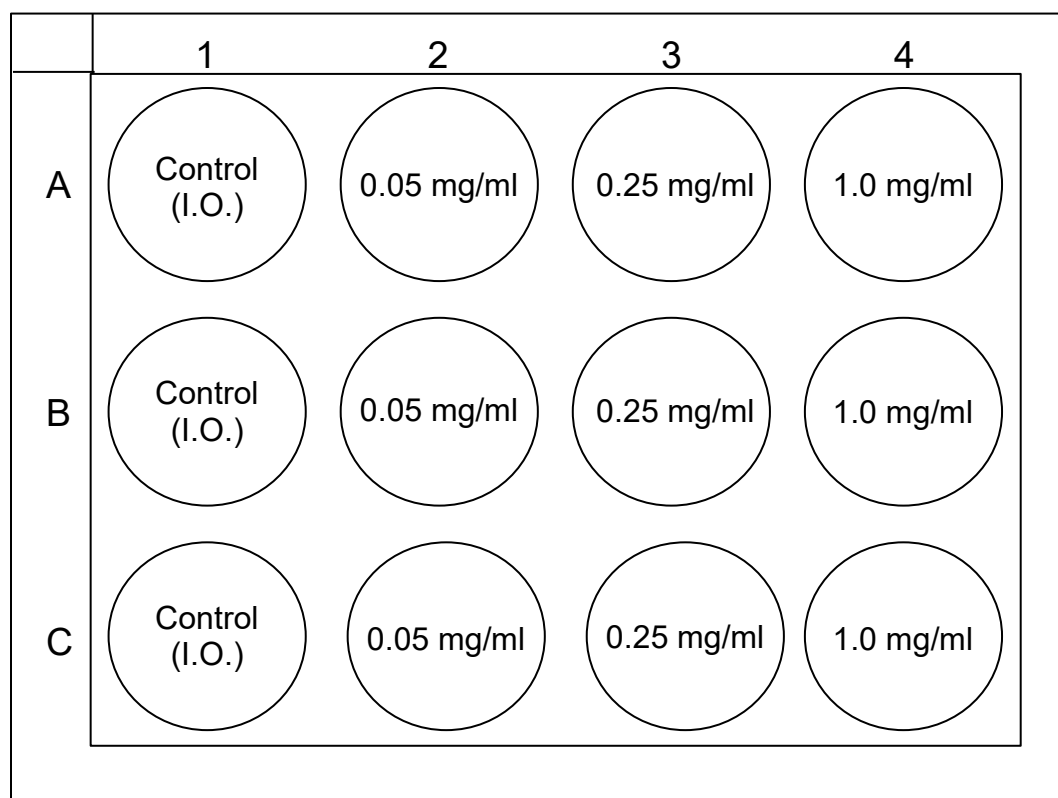 1 2 3 4
A Control (I.O.) 0.05 mg/ml 0.25 mg/ml 1.0 mg/ml
B Control (I.O.) 0.05 mg/ml 0.25 mg/ml 1.0 mg/ml
C Control (I.O.) 0.05 mg/ml 0.25 mg/ml 1.0 mg/ml